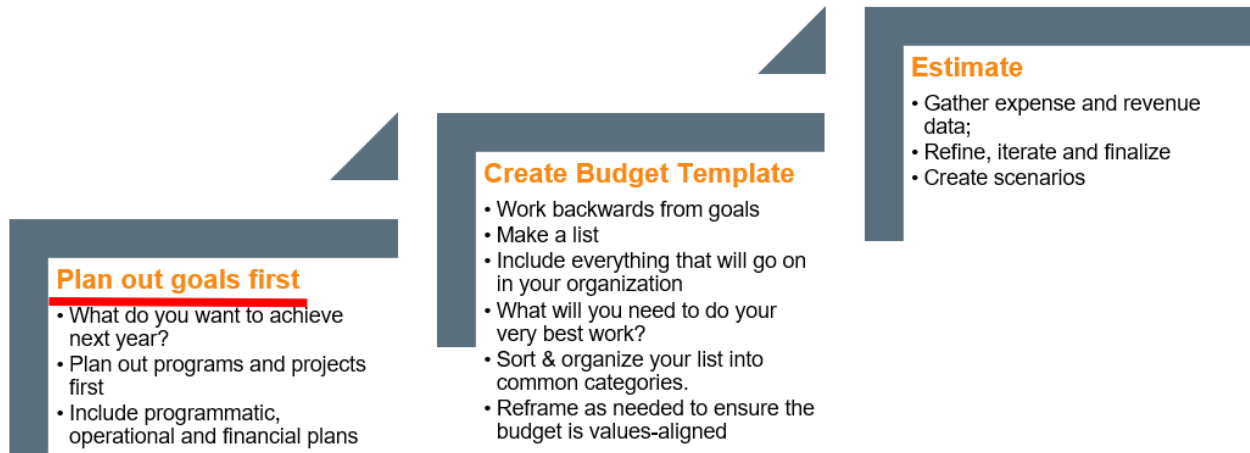 Plan out goals first
• What do you want to achieve
next year?
• Plan out programs and projects
first
• Include programmatic,
operational and financial plans
Create Budget Template
• Work backwards from goals
• Make a list
• Include everything that will go on
in your organization
• What will you need to do your
very best work?
• Sort & organize your list into
common categories.
• Reframe as needed to ensure the
budget is values-aligned
Estimate
• Gather expense and revenue
data;
• Refine, iterate and finalize
• Create scenarios